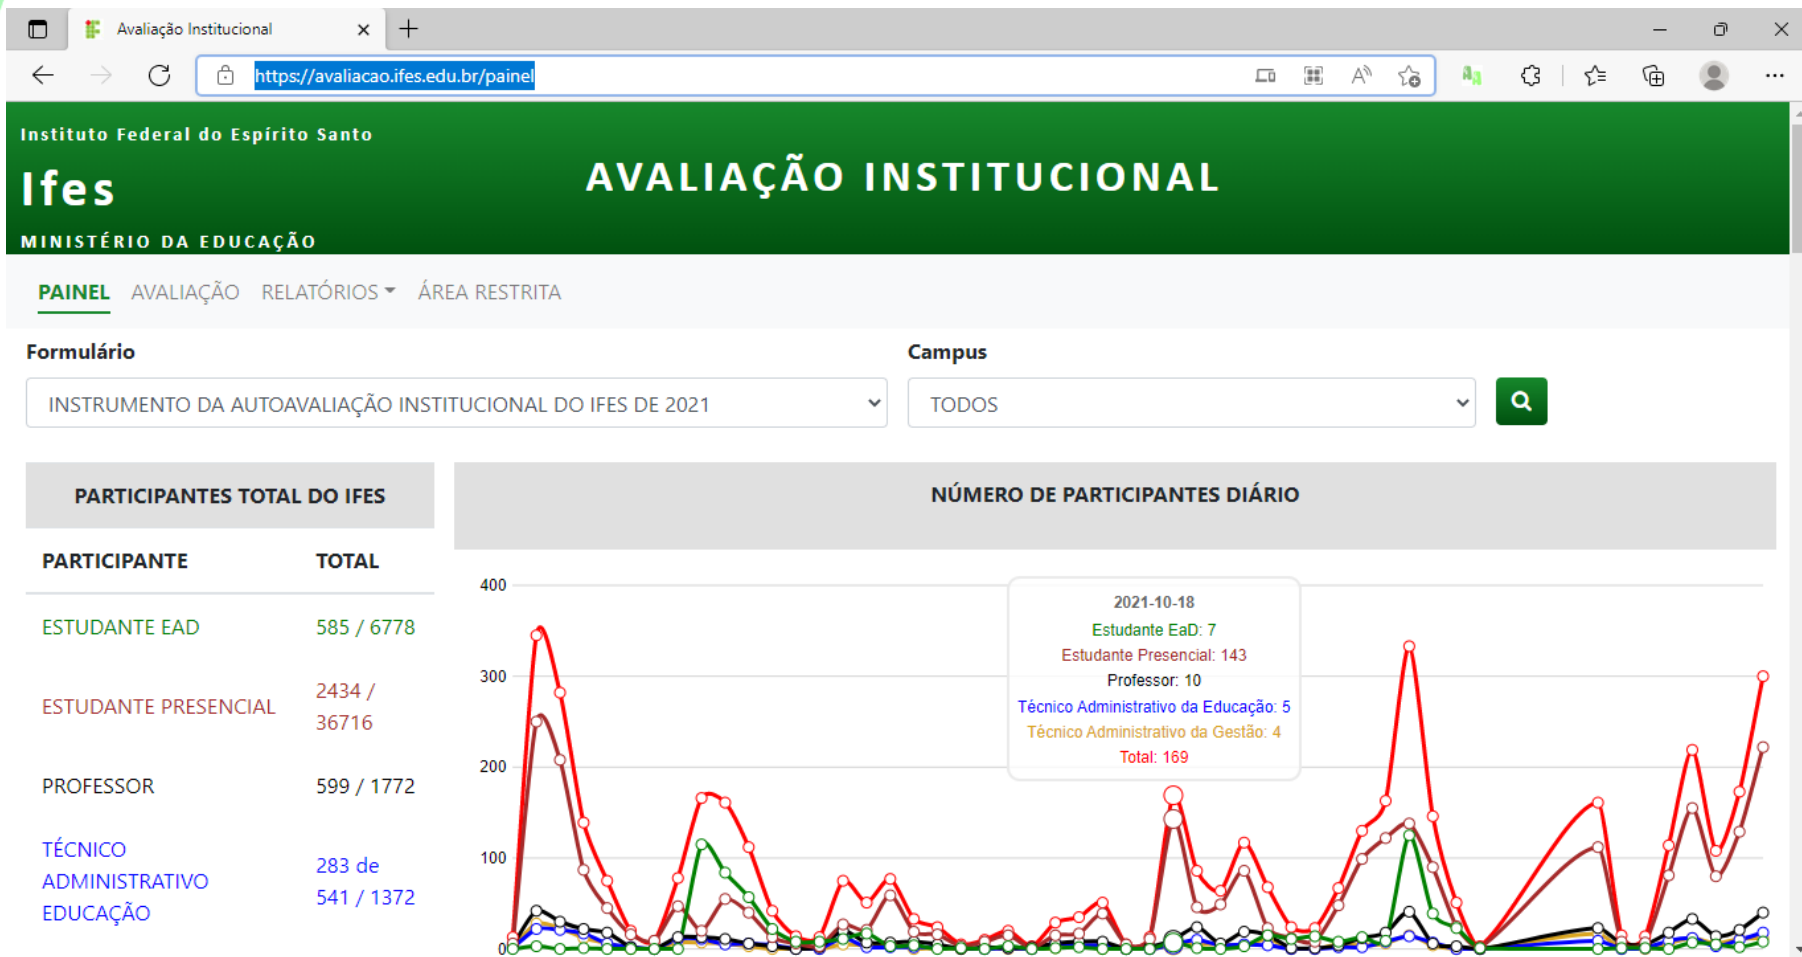 Avaliação Institucional
https://avaliacao.ifes.edu.br/painel
Instituto Federal do Espírito Santo
Ifes
AVALIAÇÃO INSTITUCIONAL
MINISTÉRIO DA EDUCAÇÃO
PAINEL AVALIAÇÃO RELATÓRIOS ÁREA RESTRITA
Formulário
Campus
INSTRUMENTO DA AUTOAVALIAÇÃO INSTITUCIONAL DO IFES DE 2021
TODOS
PARTICIPANTES TOTAL DO IFES
PARTICIPANTE TOTAL
ESTUDANTE EAD 585 / 6778
ESTUDANTE PRESENCIAL 2434 /
36716
PROFESSOR 599 / 1772
TÉCNICO
ADMINISTRATIVO
EDUCAÇÃO
283 de
541 / 1372
NÚMERO DE PARTICIPANTES DIÁRIO
400
300
200
100
0
2021-10-18
Estudante EaD: 7
Estudante Presencial: 143
Professor: 10
Técnico Administrativo da Educação: 5
Técnico Administrativo da Gestão: 4
Total: 169